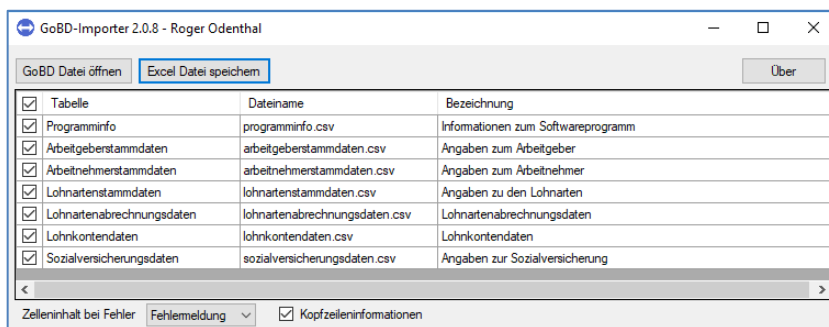 GoBD-Importer 2.0.8 - Roger Odenthal
GoBD Datei öffnen Excel Datei speichern Über
Tabelle Dateiname Bezeichnung
Programminfo programminfo.csv Informationen zum Softwareprogramm
Arbeitgeberstammdaten arbeitgeberstammdaten.csv Angaben zum Arbeitgeber
Arbeitnehmerstammdaten arbeitnehmerstammdaten.csv Angaben zum Arbeitnehmer
Lohnartenstammdaten lohnartenstammdaten.csv Angaben zu den Lohnarten
Lohnartenabrechnungsdaten lohnartenabrechnungsdaten.csv Lohnartenabrechnungsdaten
Lohnkontendaten lohnkontendaten.csv Lohnkontendaten
Sozialversicherungsdaten sozialversicherungsdaten.csv Angaben zur Sozialversicherung
Zelleninhalt bei Fehler Fehlermeldung Kopfzeileninformationen